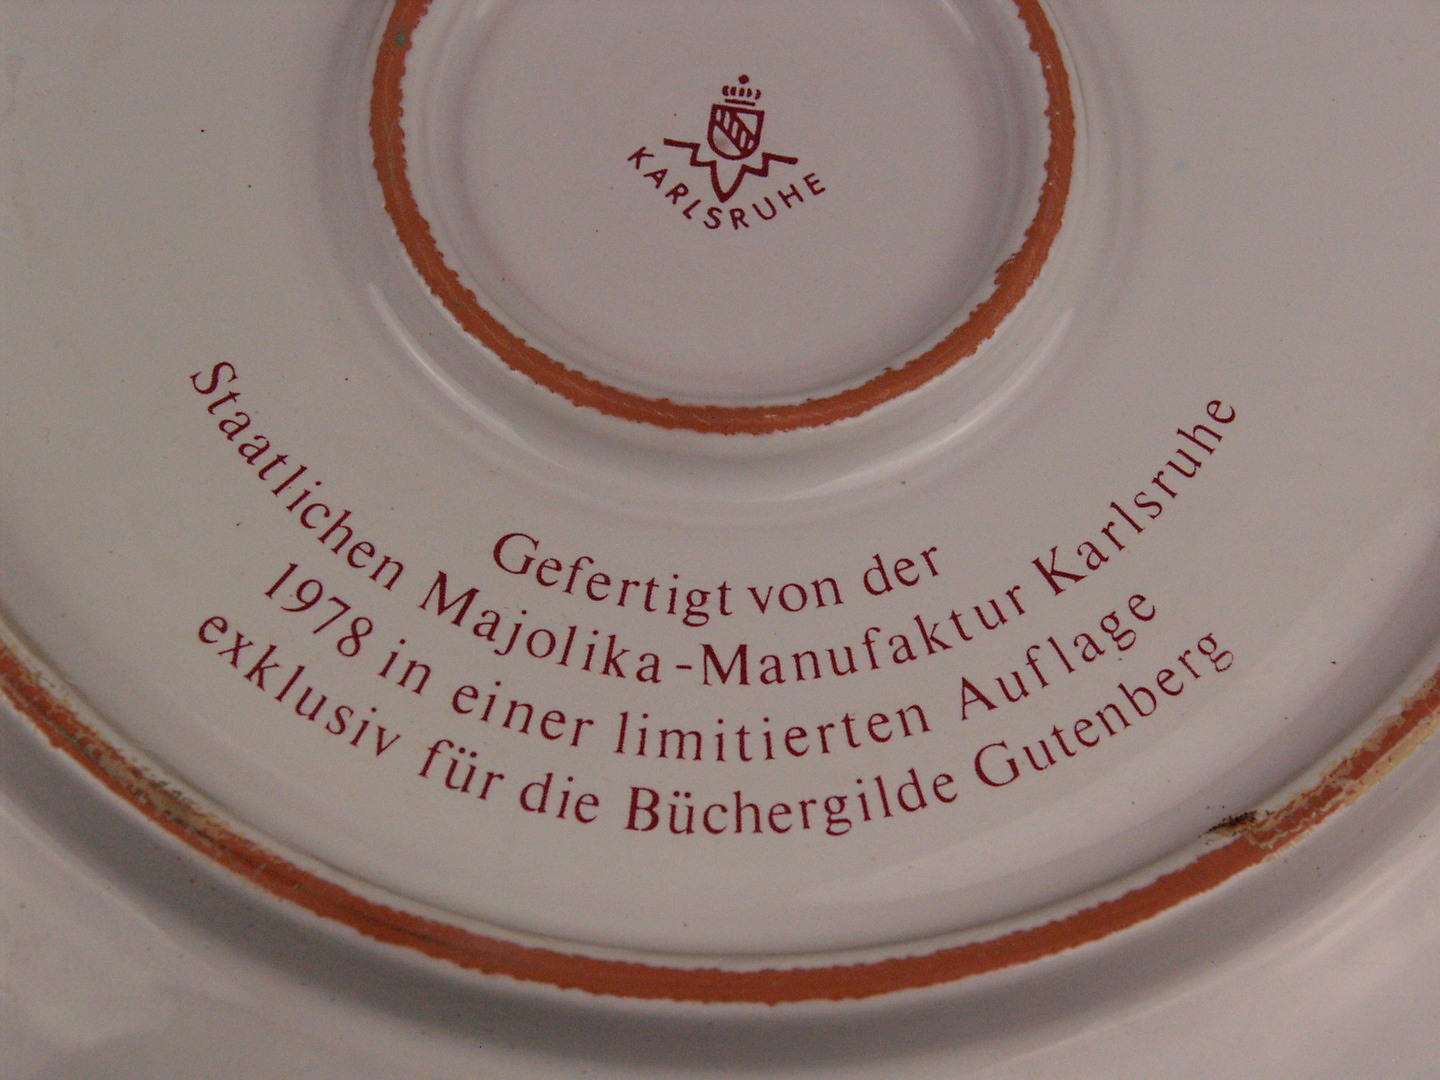 KARLSRUHE
Gefertigt von der
Staatlichen Majolika-Manufaktur Karlsruhe
1978 in einer limitierten Auflage
exklusiv für die Büchergilde Gutenberg